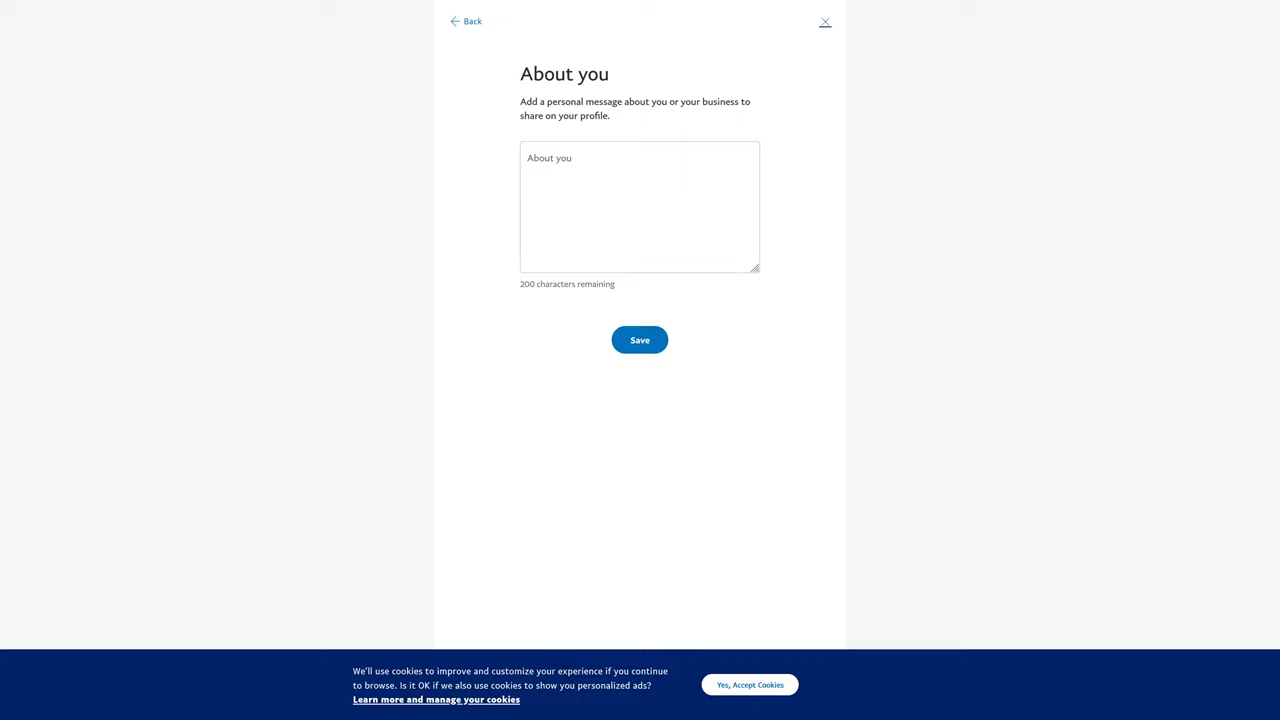 Back
About you
Add a personal message about you or your business to
share on your profile.
About you
200 characters remaining
Save
We'll use cookies to improve and customize your experience if you continue
to browse. Is it OK if we also use cookies to show you personalized ads?
Learn more and manage your cookies
Yes, Accept Cookies